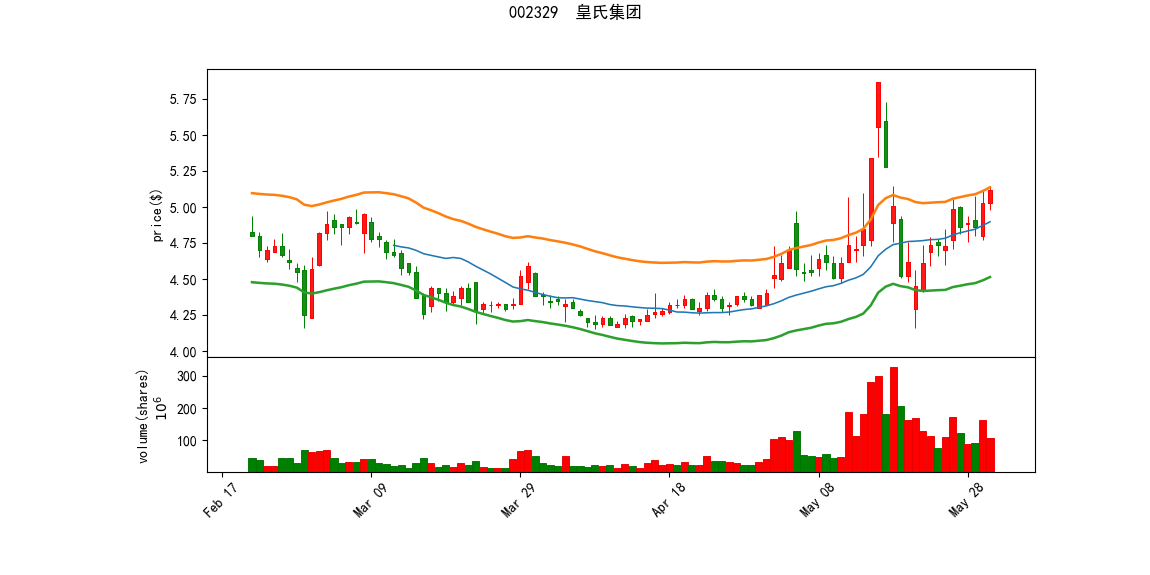 002329 皇氏集团
price($)
5.75
5.50
5.25
5.00
4.75
4.50
4.25
4.00
volume(shares)
10^6
300
200
100
Feb 17
Mar 09
Mar 29
Apr 18
May 08
May 28